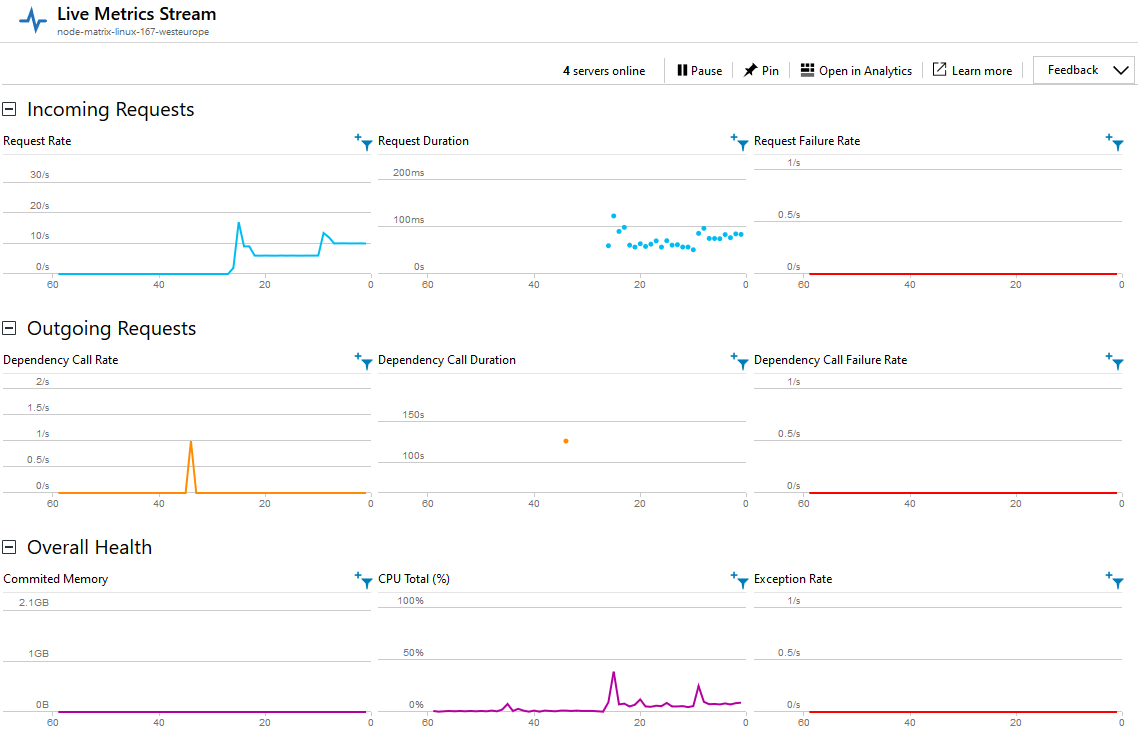 Live Metrics Stream
node-matrix-linux-167-westeurope
4 servers online Pause Pin Open in Analytics Learn more Feedback
Incoming Requests
Request Rate
30/s
20/s
10/s
0/s
60 40 20 0
Request Duration
200ms
100ms
0s
60 40 20 0
Request Failure Rate
1/s
0.5/s
0/s
60 40 20 0
Outgoing Requests
Dependency Call Rate
2/s
1.5/s
1/s
0.5/s
0/s
60 40 20 0
Dependency Call Duration
150s
100s
60 40 20 0
Dependency Call Failure Rate
1/s
0.5/s
0/s
60 40 20 0
Overall Health
Commited Memory
2.1GB
1GB
0B
60 40 20 0
CPU Total (%)
100%
50%
0%
60 40 20 0
Exception Rate
1/s
0.5/s
0/s
60 40 20 0